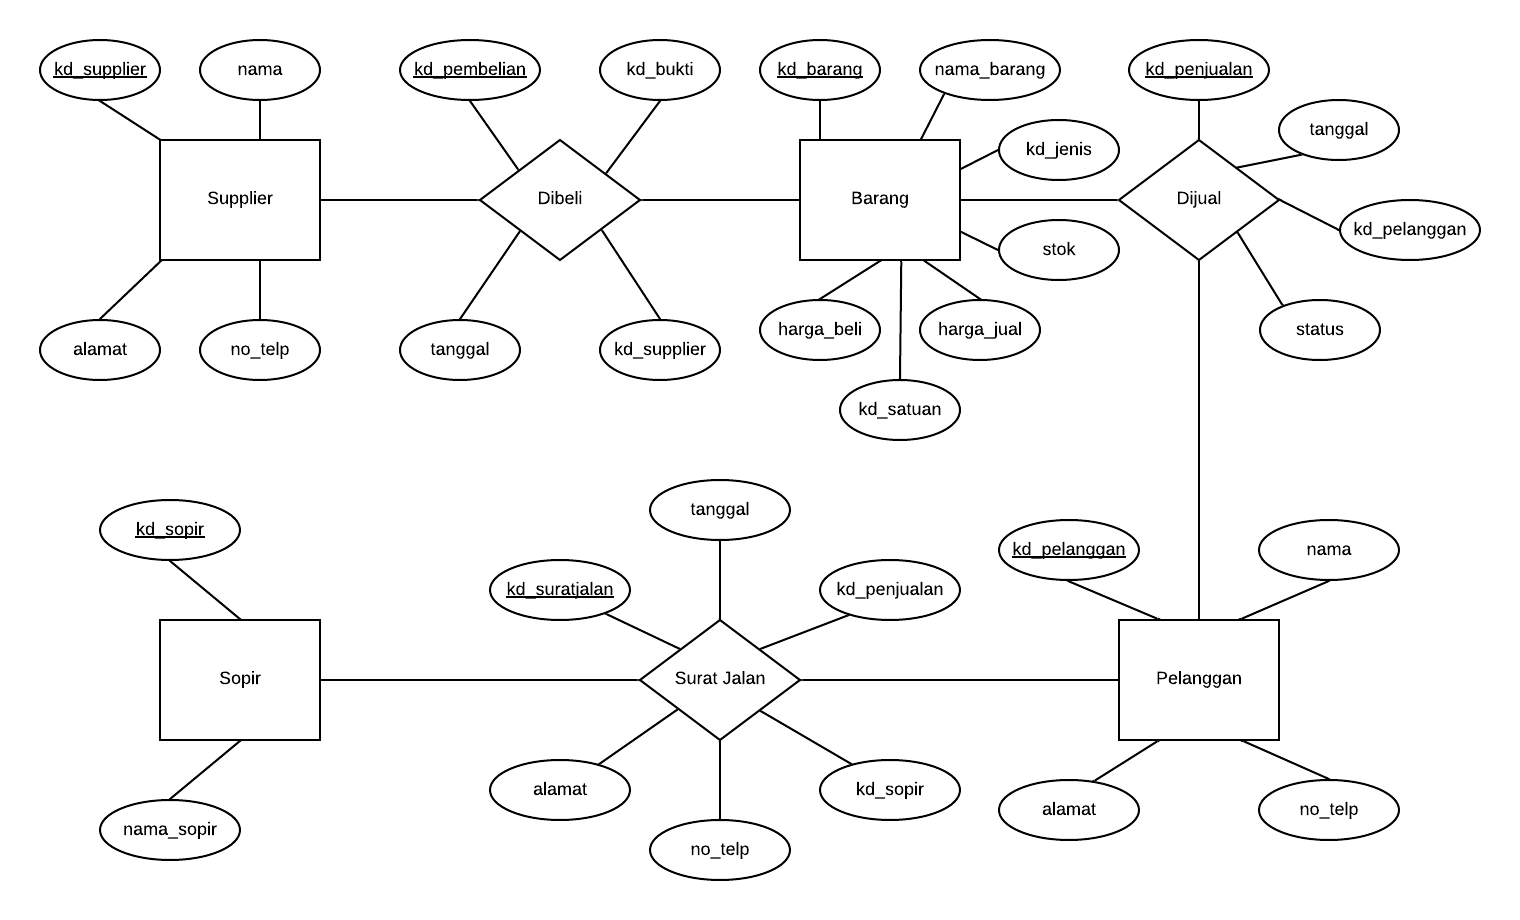 kd_supplier
nama
kd_pembelian
kd_bukti
kd_barang
nama_barang
kd_penjualan
tanggal
kd_jenis
Supplier
Dibeli
Barang
Dijual
kd_pelanggan
stok
harga_beli
harga_jual
status
alamat
no_telp
tanggal
kd_supplier
kd_satuan
tanggal
kd_sopir
kd_pelanggan
nama
kd_suratjalan
kd_penjualan
Sopir
Surat Jalan
Pelanggan
alamat
kd_sopir
alamat
no_telp
nama_sopir
no_telp